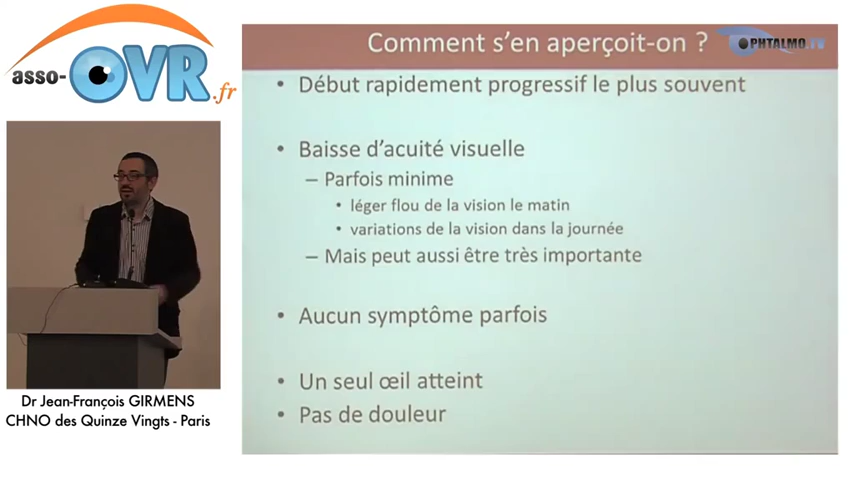 asso-OVR.fr
Comment s'en aperçoit-on ?
OPHTALMO.TV
• Début rapidement progressif le plus souvent
• Baisse d'acuité visuelle
– Parfois minime
• léger flou de la vision le matin
• variations de la vision dans la journée
– Mais peut aussi être très importante
• Aucun symptôme parfois
• Un seul œil atteint
• Pas de douleur
Dr Jean-François GIRMENS
CHNO des Quinze Vingts - Paris